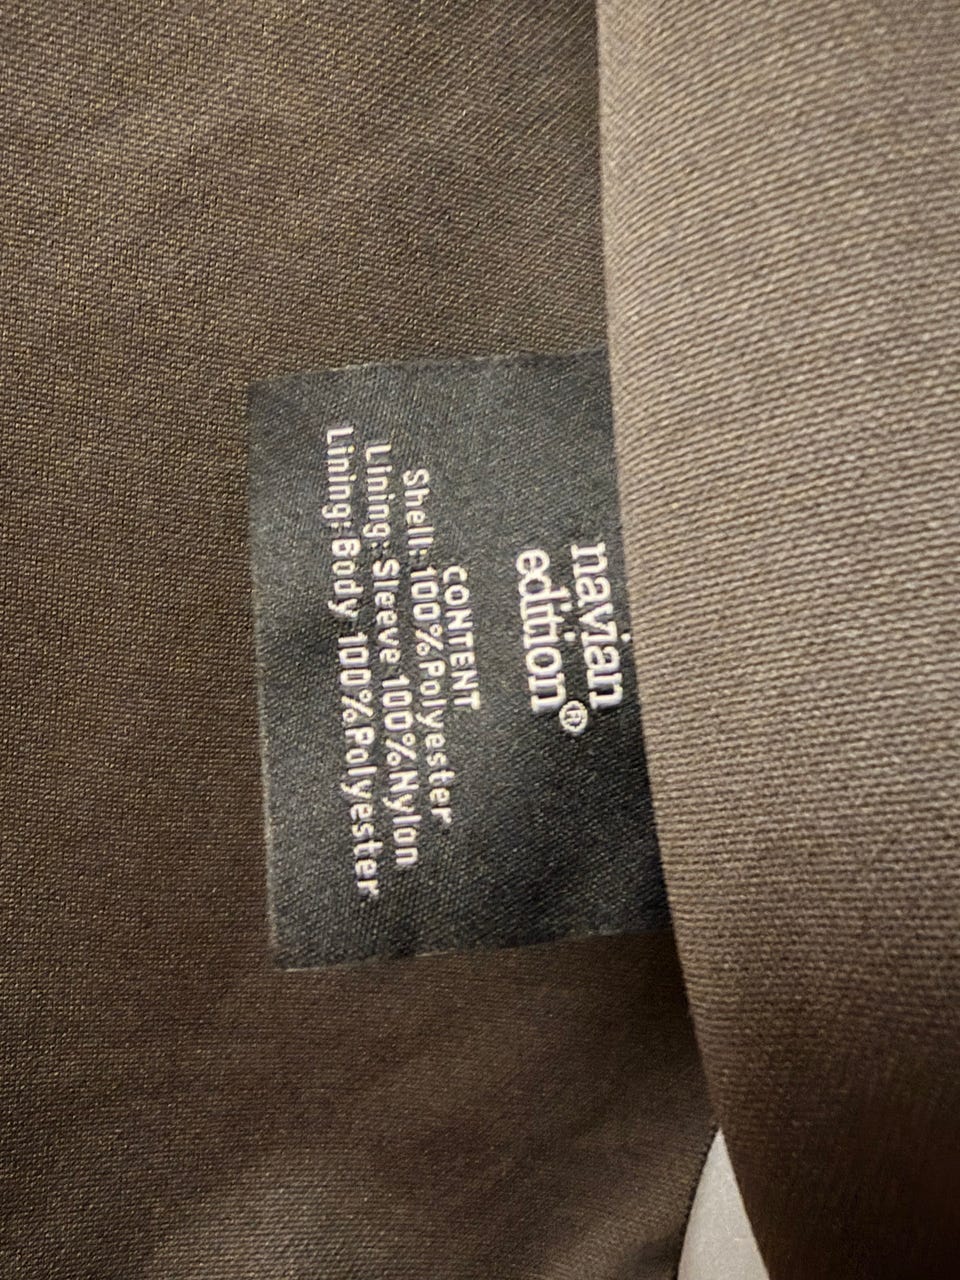 navian
edition®
CONTENT
Shell:100%Polyester
Lining:Sleeve 100%Nylon
Lining:Body 100%Polyester